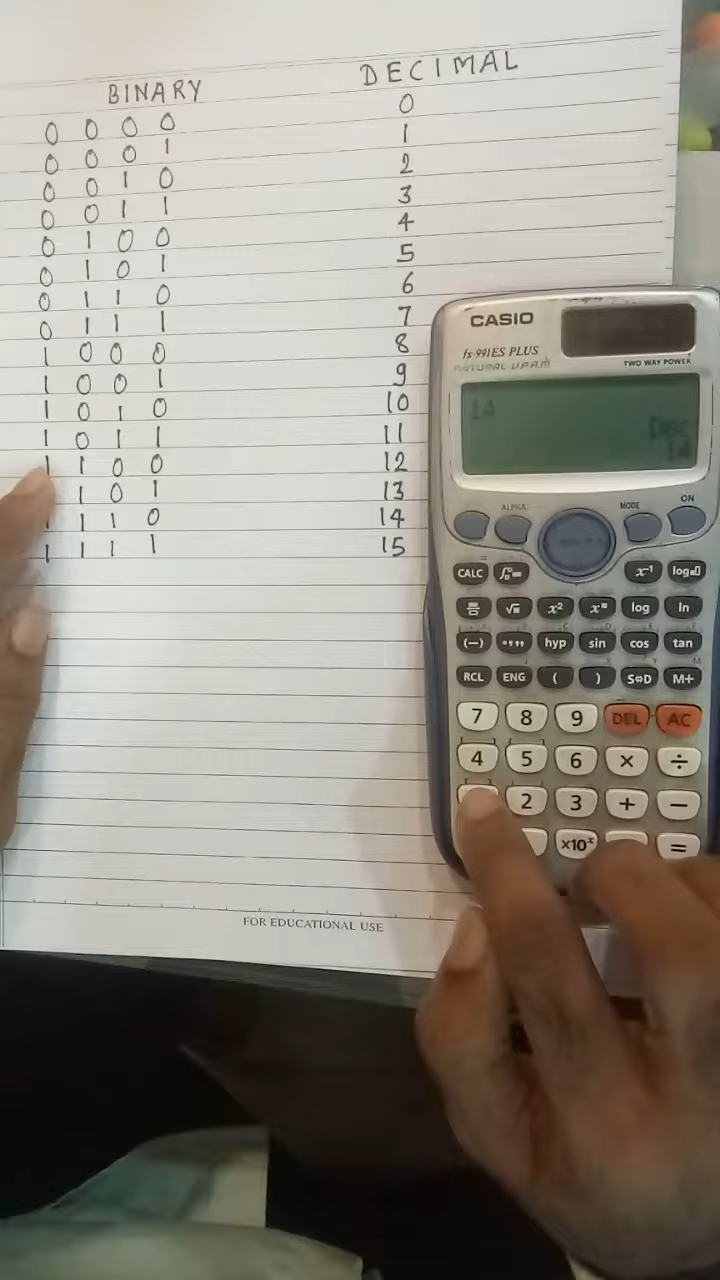 BINARY DECIMAL
0 0 0 0 0
0 0 0 1 1
0 0 1 0 2
0 0 1 1 3
0 1 0 0 4
0 1 0 1 5
0 1 1 0 6
0 1 1 1 7
1 0 0 0 8
1 0 0 1 9
1 0 1 0 10
1 0 1 1 11
1 1 0 0 12
1 0 1 13
1 1 1 0 14
1 1 1 1 15
FOR EDUCATIONAL USE
CASIO
fx-991ES PLUS
NATURAL-V.P.A.M.
TWO WAY POWER
14
Dec
14
ALPHA MODE ON
CALC x⁻¹ log
√ x² log ln
(−) hyp sin cos tan
RCL ENG ( ) S⇔D M+
7 8 9 DEL AC
4 5 6 × ÷
2 3 + −
×10ˣ =